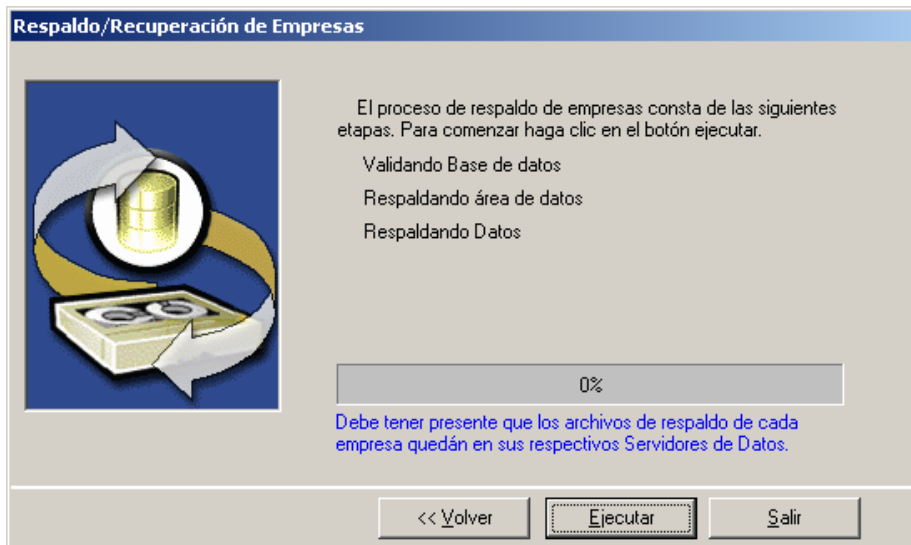 Respaldo/Recuperación de Empresas
El proceso de respaldo de empresas consta de las siguientes
etapas. Para comenzar haga clic en el botón ejecutar.
Validando Base de datos
Respaldando área de datos
Respaldando Datos
0%
Debe tener presente que los archivos de respaldo de cada
empresa quedán en sus respectivos Servidores de Datos.
<< Volver
Ejecutar
Salir